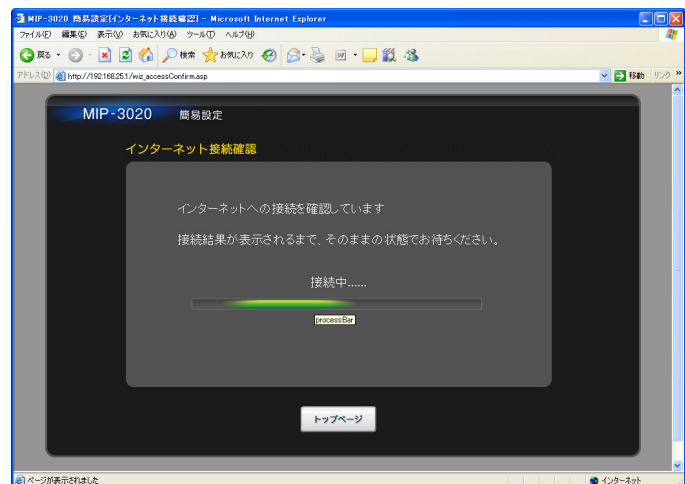 MIP-3020 簡易設定[インターネット接続確認] - Microsoft Internet Explorer
ファイル(F) 編集(E) 表示(V) お気に入り(A) ツール(T) ヘルプ(H)
戻る 検索 お気に入り
アドレス(D) http://192.168.25.1/wiz_accessConfirm.asp 移動 リンク »
MIP-3020 簡易設定
インターネット接続確認
インターネットへの接続を確認しています
接続結果が表示されるまで、そのままの状態でお待ちください。
接続中......
processBar
トップページ
ページが表示されました インターネット